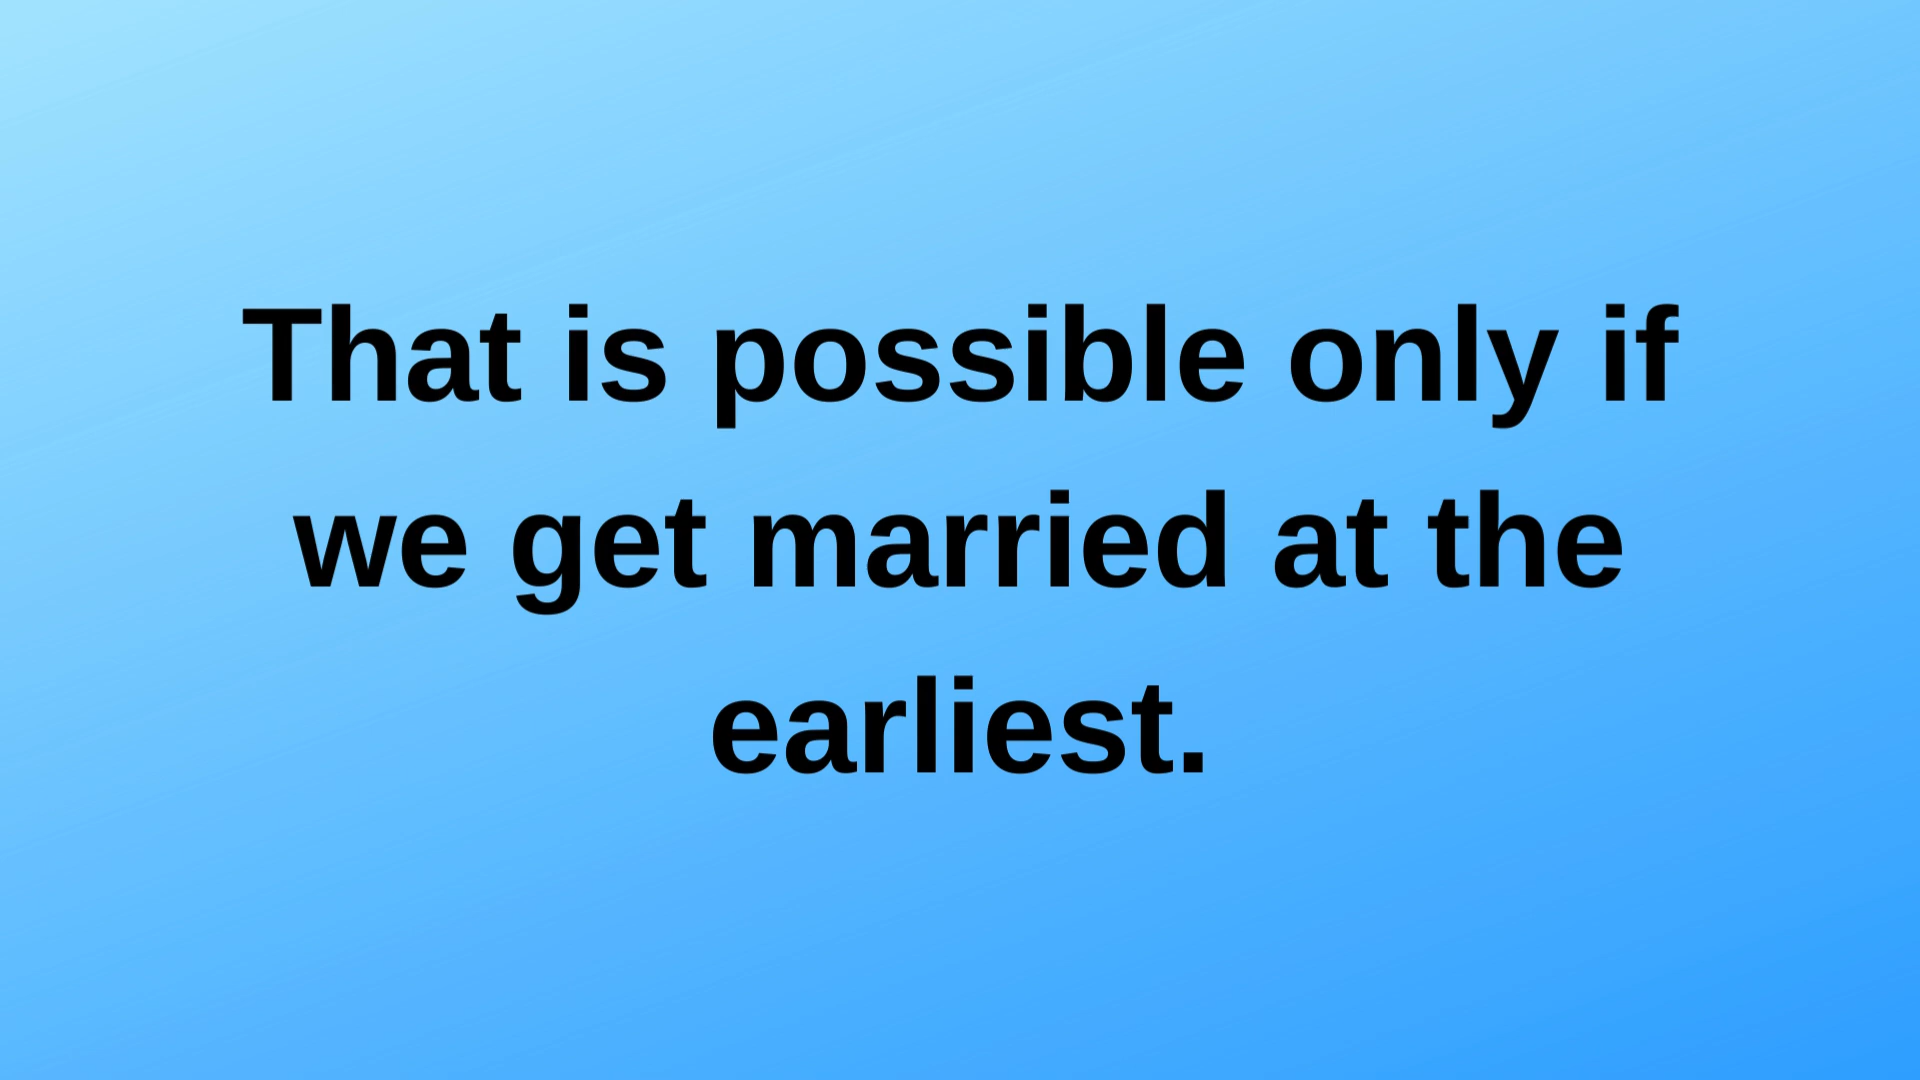 That is possible only if
we get married at the
earliest.